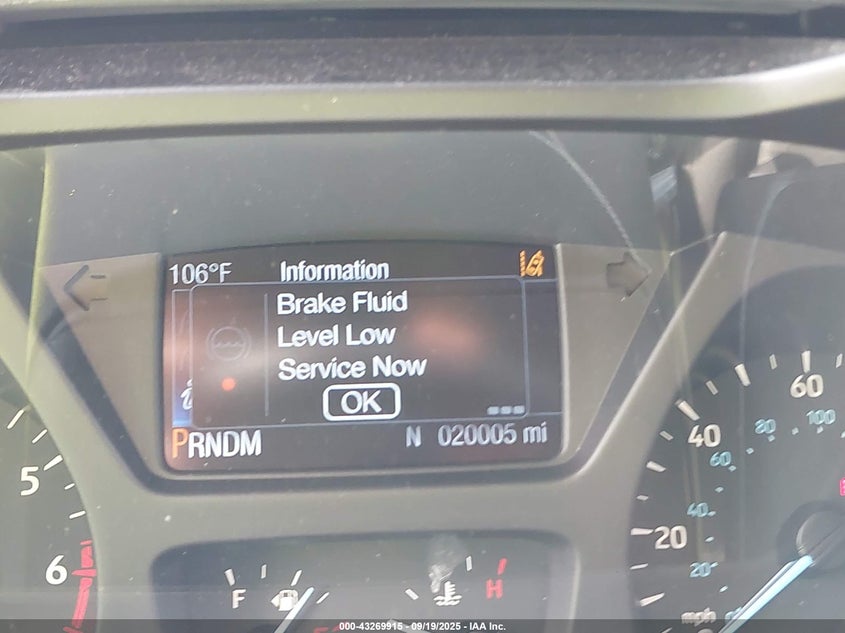 106°F Information
Brake Fluid
Level Low
Service Now
OK
PRNDM N 020005 mi
5
6
F
H
20
40
60
20
40
60
80
100
mph
000-43269915 - 09/19/2025 - IAA Inc.